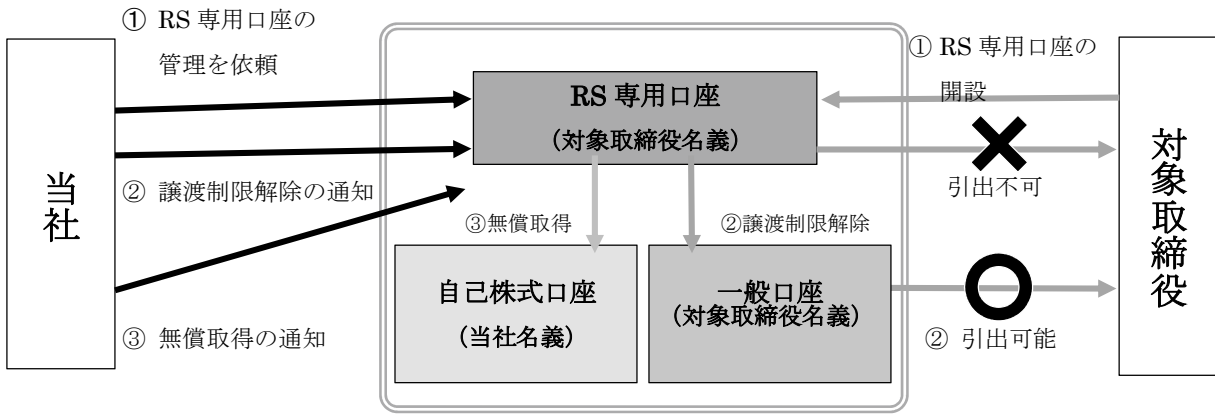 ① RS 専用口座の
管理を依頼
当社
② 譲渡制限解除の通知
③ 無償取得の通知
RS 専用口座
(対象取締役名義)
③無償取得
②譲渡制限解除
自己株式口座
(当社名義)
一般口座
(対象取締役名義)
① RS 専用口座の
開設
引出不可
② 引出可能
対象取締役